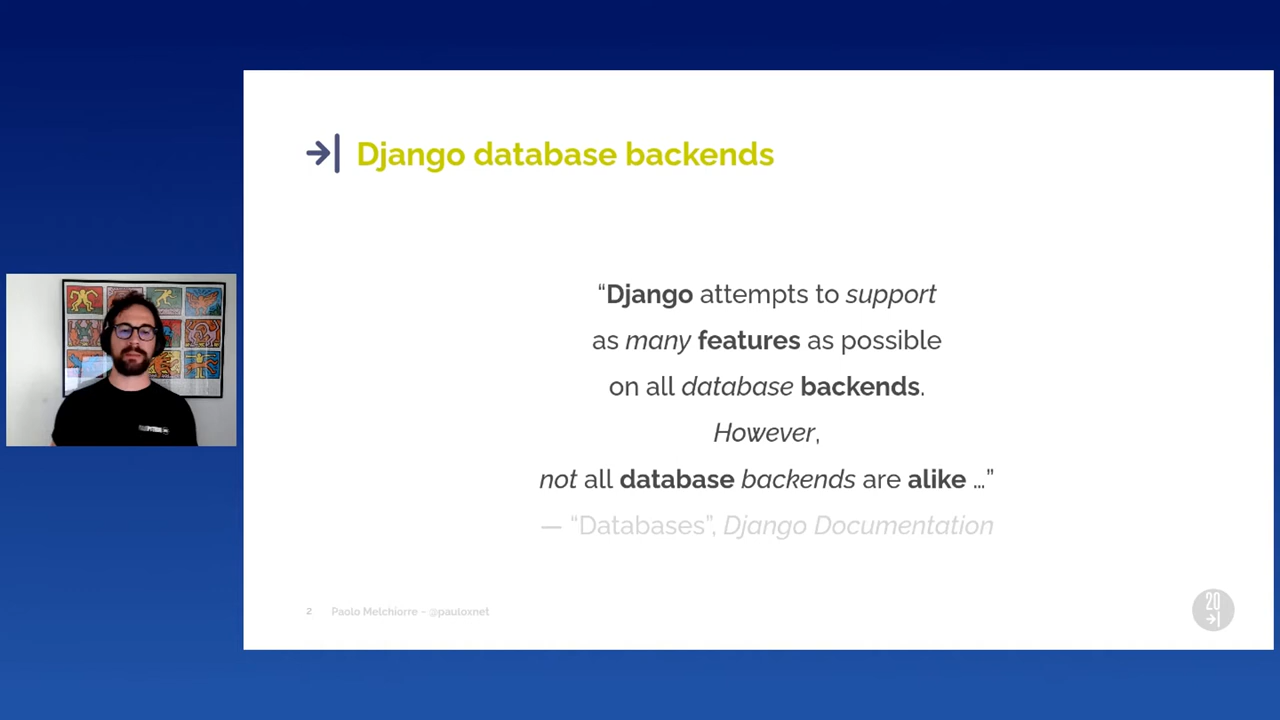 Django database backends
“Django attempts to support
as many features as possible
on all database backends.
However,
not all database backends are alike …”
— “Databases”, Django Documentation
2 Paolo Melchiorre - @pauloxnet
20